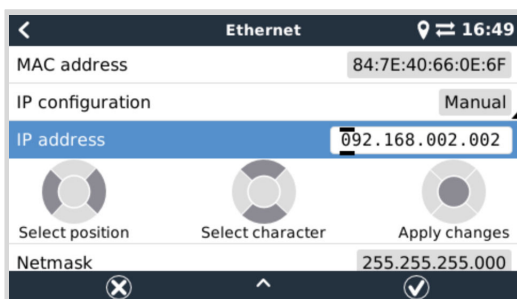 Ethernet 16:49
MAC address 84:7E:40:66:0E:6F
IP configuration Manual
IP address 092.168.002.002
Select position Select character Apply changes
Netmask 255.255.255.000